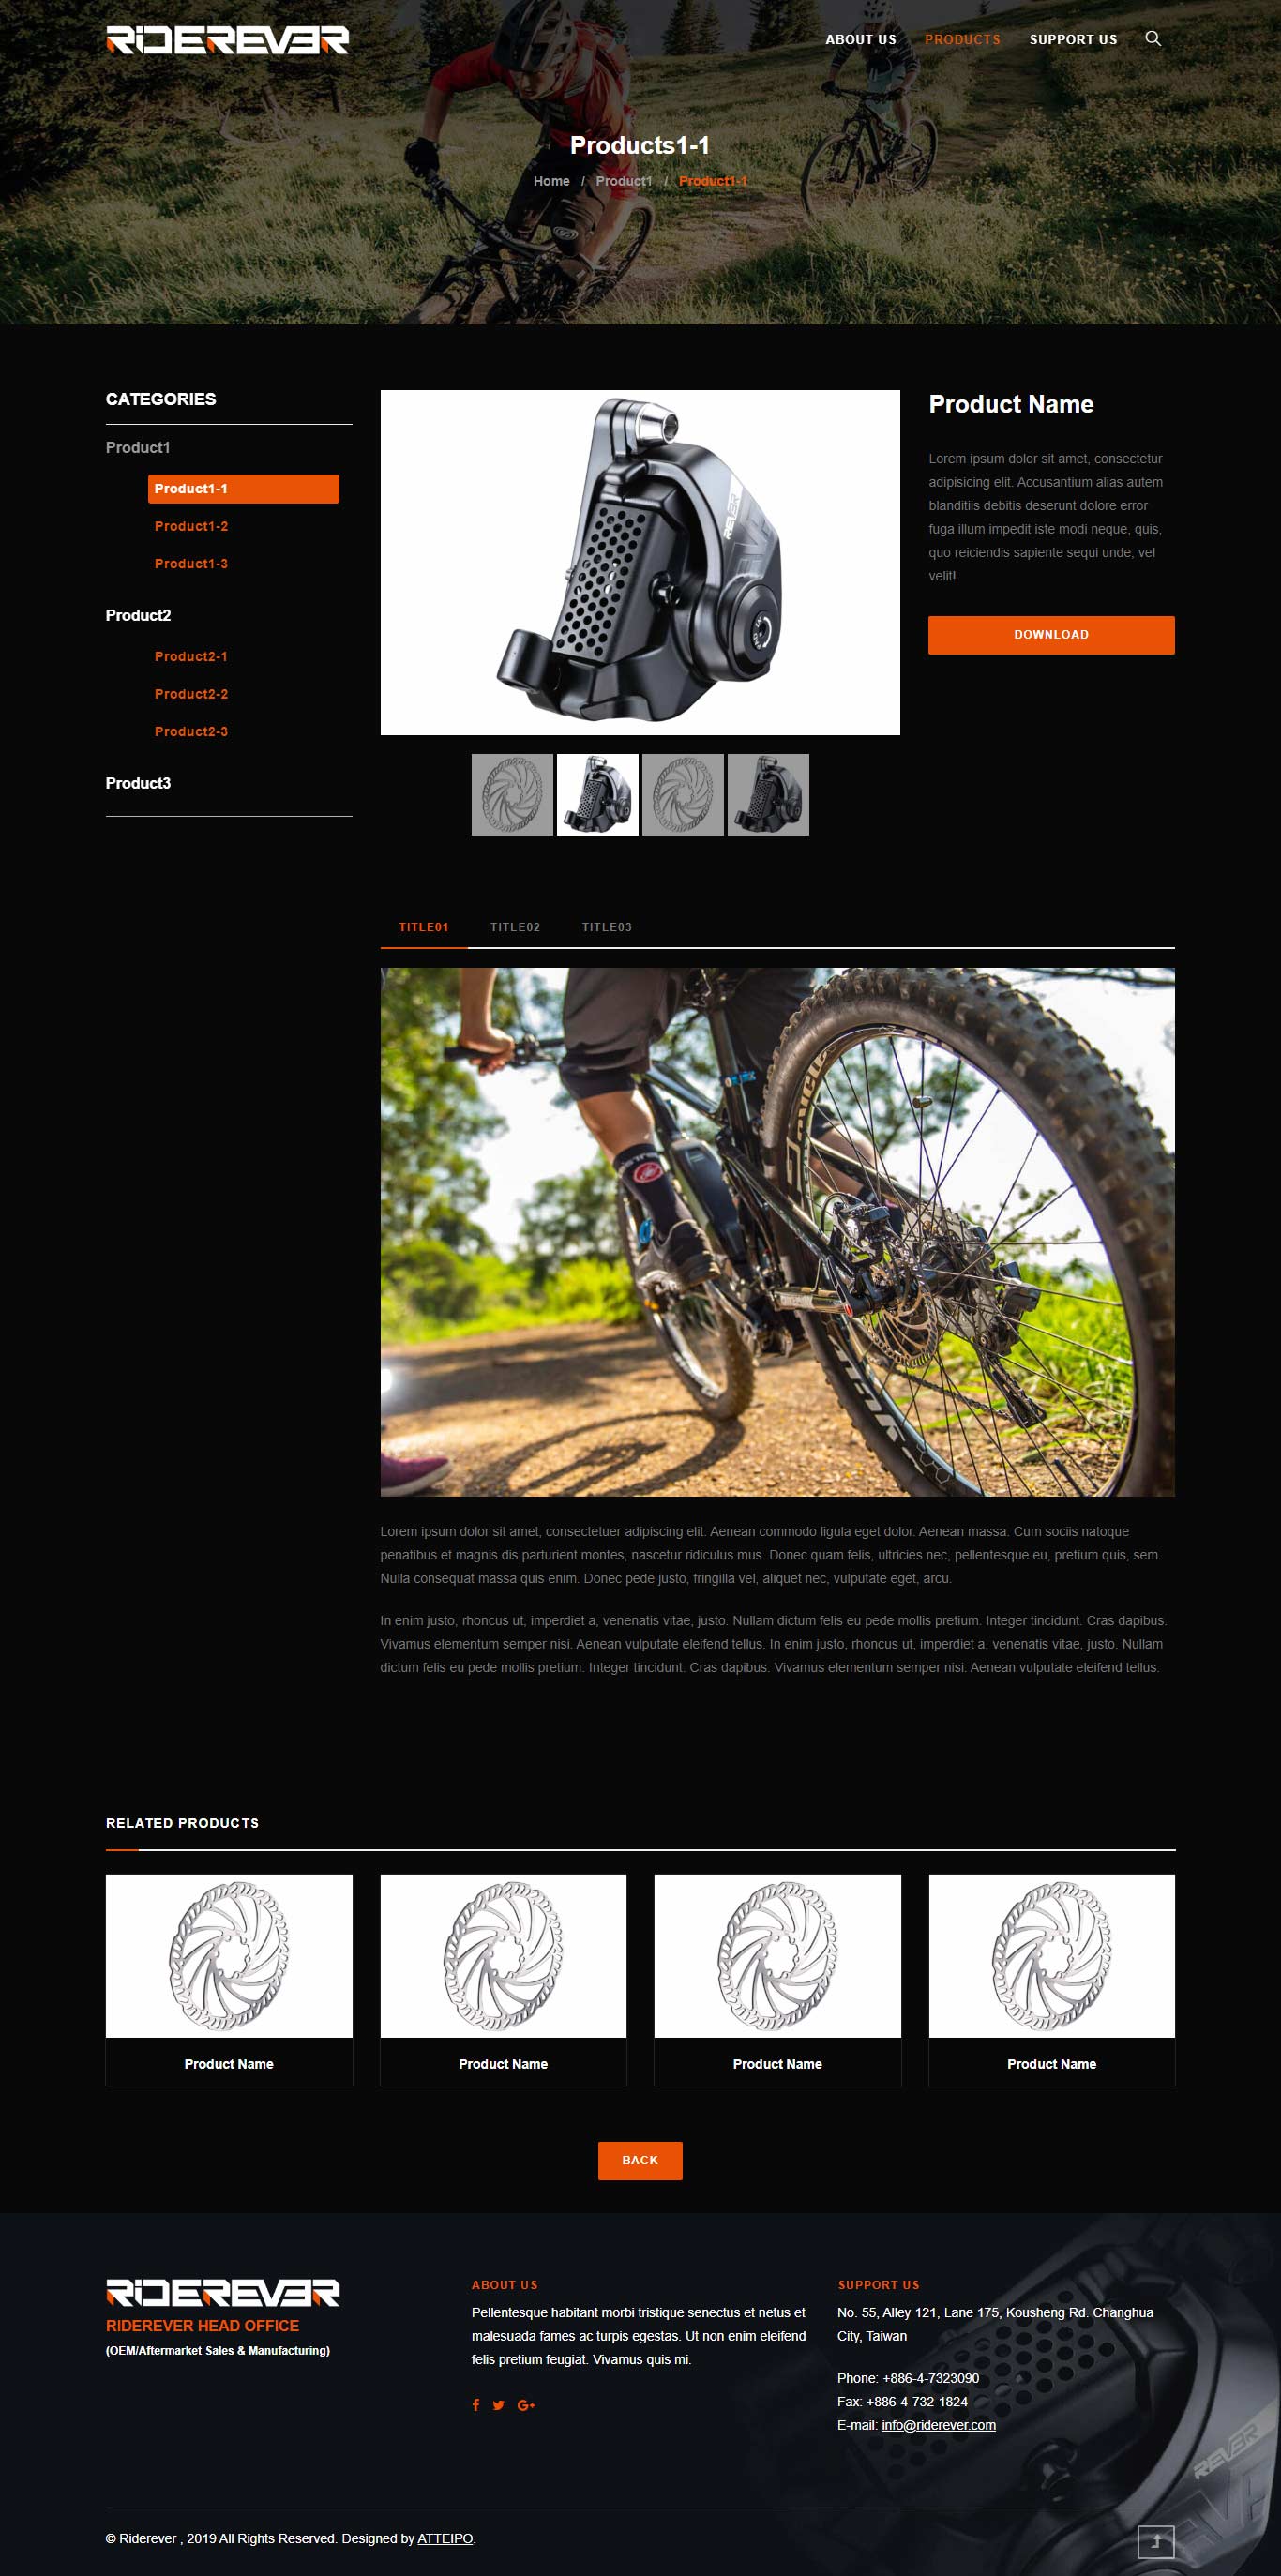 RIDEREVER
ABOUT US PRODUCTS SUPPORT US
Products1-1
Home / Product1 / Product1-1
CATEGORIES
Product1
Product1-1
Product1-2
Product1-3
Product2
Product2-1
Product2-2
Product2-3
Product3
REVER
Product Name
Lorem ipsum dolor sit amet, consectetur
adipisicing elit. Accusantium alias autem
blanditiis debitis deserunt dolore error
fuga illum impedit iste modi neque, quis,
quo reiciendis sapiente sequi unde, vel
velit!
DOWNLOAD
TITLE01 TITLE02 TITLE03
Lorem ipsum dolor sit amet, consectetuer adipiscing elit. Aenean commodo ligula eget dolor. Aenean massa. Cum sociis natoque
penatibus et magnis dis parturient montes, nascetur ridiculus mus. Donec quam felis, ultricies nec, pellentesque eu, pretium quis, sem.
Nulla consequat massa quis enim. Donec pede justo, fringilla vel, aliquet nec, vulputate eget, arcu.
In enim justo, rhoncus ut, imperdiet a, venenatis vitae, justo. Nullam dictum felis eu pede mollis pretium. Integer tincidunt. Cras dapibus.
Vivamus elementum semper nisi. Aenean vulputate eleifend tellus. In enim justo, rhoncus ut, imperdiet a, venenatis vitae, justo. Nullam
dictum felis eu pede mollis pretium. Integer tincidunt. Cras dapibus. Vivamus elementum semper nisi. Aenean vulputate eleifend tellus.
RELATED PRODUCTS
Product Name
Product Name
Product Name
Product Name
BACK
RIDEREVER
RIDEREVER HEAD OFFICE
(OEM/Aftermarket Sales & Manufacturing)
ABOUT US
Pellentesque habitant morbi tristique senectus et netus et
malesuada fames ac turpis egestas. Ut non enim eleifend
felis pretium feugiat. Vivamus quis mi.
SUPPORT US
No. 55, Alley 121, Lane 175, Kousheng Rd. Changhua
City, Taiwan
Phone: +886-4-7323090
Fax: +886-4-732-1824
E-mail: info@riderever.com
REVER
© Riderever , 2019 All Rights Reserved. Designed by ATTEIPO.